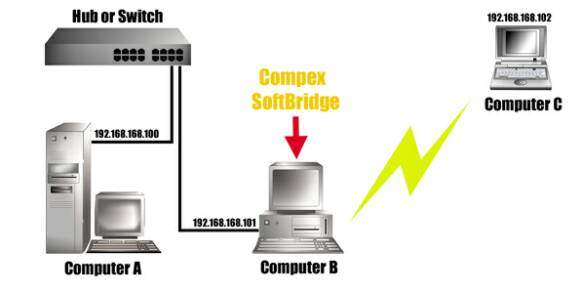 Hub or Switch
192.168.168.102
Compex
SoftBridge
Computer C
192.168.168.100
192.168.168.101
Computer A
Computer B